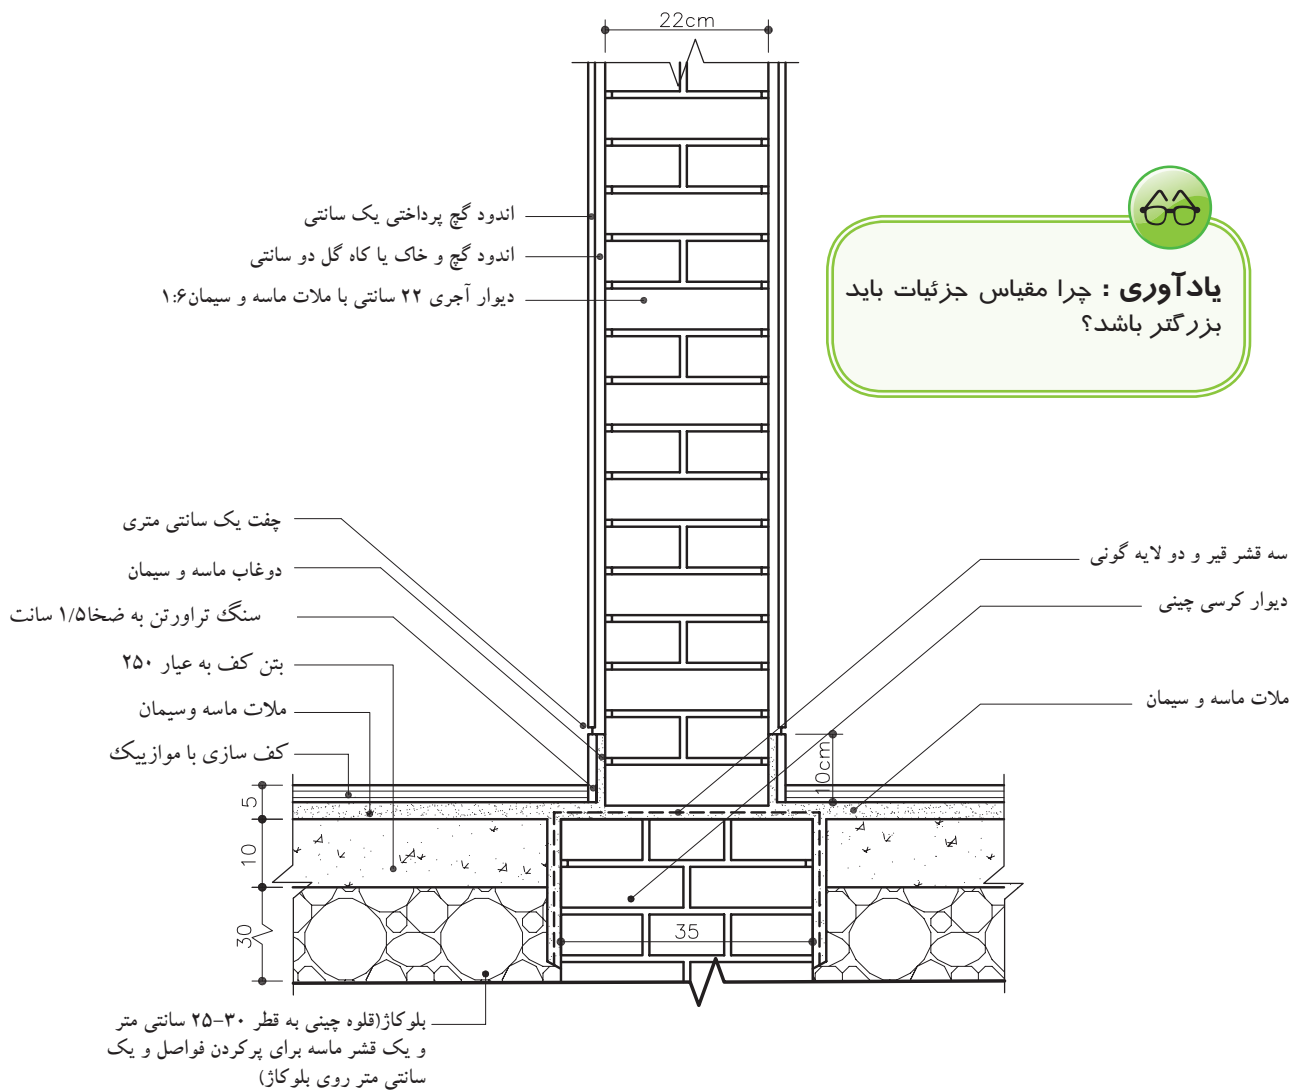 22cm
اندود گچ پرداختی یک سانتی
اندود گچ و خاک یا کاه گل دو سانتی
دیوار آجری ۲۲ سانتی با ملات ماسه و سیمان۱:۶
یادآوری : چرا مقیاس جزئیات باید
بزرگتر باشد؟
چفت یک سانتی متری
دوغاب ماسه و سیمان
سنگ تراورتن به ضخا۱/۵ سانت
بتن کف به عیار ۲۵۰
ملات ماسه وسیمان
کف سازی با موازییک
سه قشر قیر و دو لایه گونی
دیوار کرسی چینی
ملات ماسه و سیمان
10cm
5
10
30
35
بلوکاژ(قلوه چینی به قطر ۳۰-۲۵ سانتی متر
و یک قشر ماسه برای پرکردن فواصل و یک
سانتی متر روی بلوکاژ)